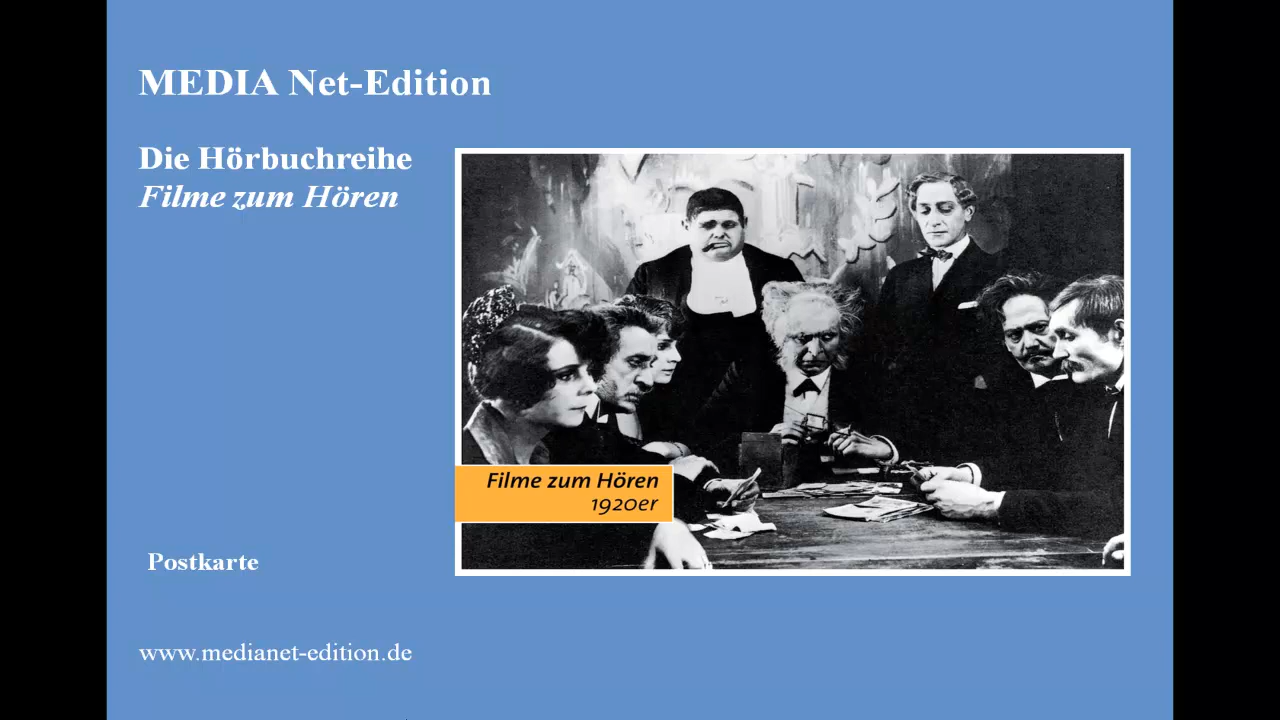 MEDIA Net-Edition
Die Hörbuchreihe
Filme zum Hören
Filme zum Hören
1920er
Postkarte
www.medianet-edition.de